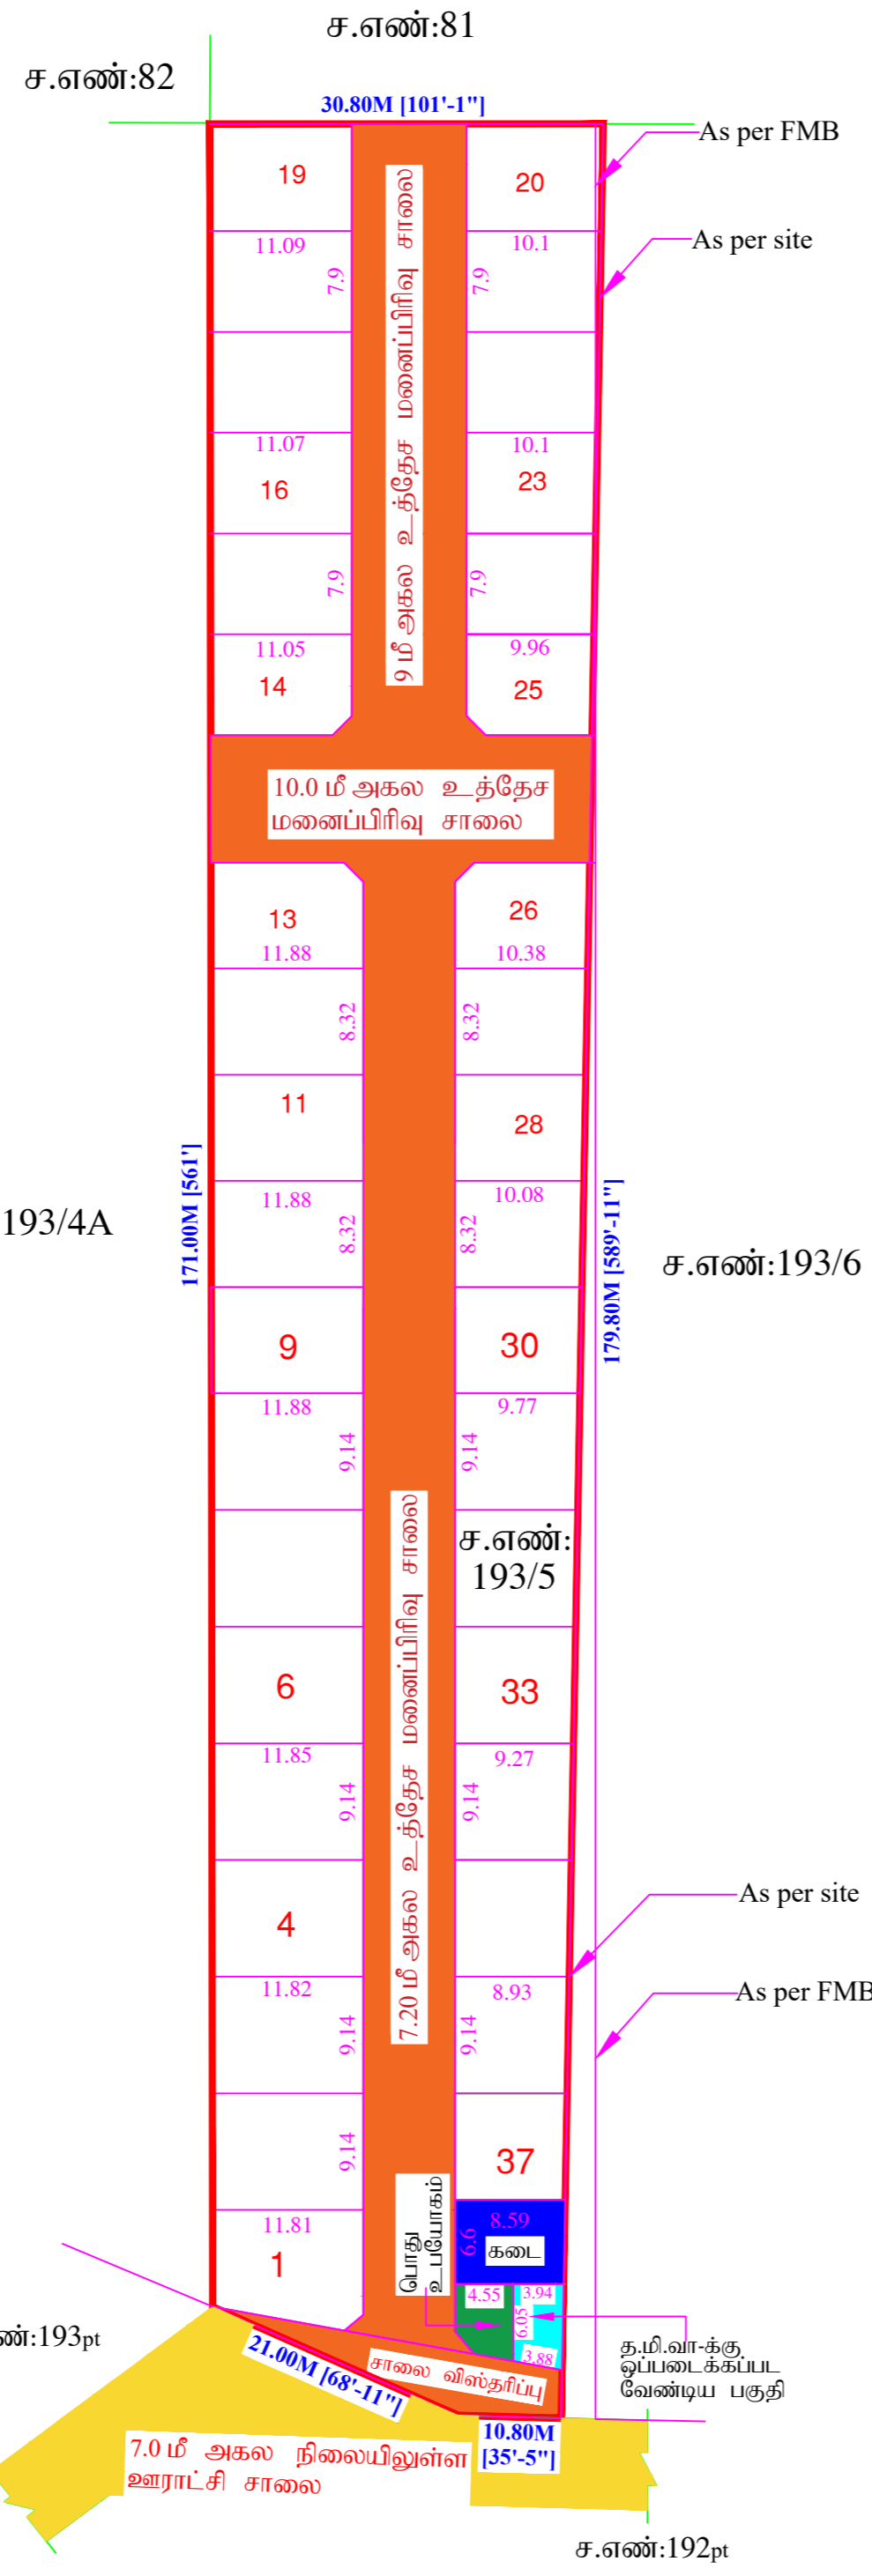 ச.எண்:81
ச.எண்:82
30.80M [101'-1"]
As per FMB
19
20
9 மீ அகல உத்தேச மனைப்பிரிவு சாலை
As per site
11.09
10.1
7.9
7.9
11.07
10.1
16
23
7.9
7.9
11.05
9.96
14
25
10.0 மீ அகல உத்தேச
மனைப்பிரிவு சாலை
13
26
11.88
10.38
8.32
8.32
11
28
171.00M [561']
11.88
10.08
193/4A
8.32
8.32
179.80M [589'-11"]
ச.எண்:193/6
9
30
11.88
9.77
9.14
9.14
7.20 மீ அகல உத்தேச மனைப்பிரிவு சாலை
ச.எண்:
193/5
6
33
11.85
9.27
9.14
9.14
As per site
4
11.82
8.93
As per FMB
9.14
9.14
9.14
37
பொது
உபயோகம்
11.81
8.59
6.6
கடை
1
4.55
3.94
6.05
3.88
ண்:193pt
21.00M [68'-11"]
சாலை விஸ்தரிப்பு
த.மி.வா-க்கு
ஒப்படைக்கப்பட
வேண்டிய பகுதி
10.80M
[35'-5"]
7.0 மீ அகல நிலையிலுள்ள
ஊராட்சி சாலை
ச.எண்:192pt